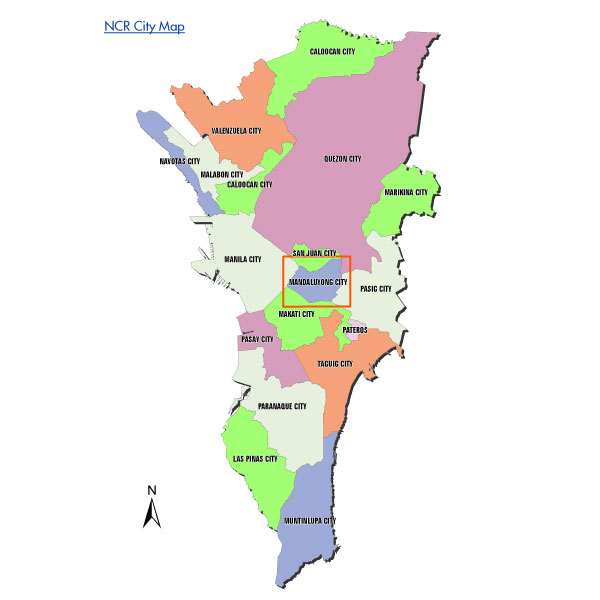 NCR City Map
CALOOCAN CITY
VALENZUELA CITY
QUEZON CITY
NAVOTAS CITY
MALABON CITY
CALOOCAN CITY
MARIKINA CITY
MANILA CITY
SAN JUAN CITY
MANDALUYONG CITY
PASIG CITY
MAKATI CITY
PATEROS
PASAY CITY
TAGUIG CITY
PARANAQUE CITY
LAS PINAS CITY
N
MUNTINLUPA CITY